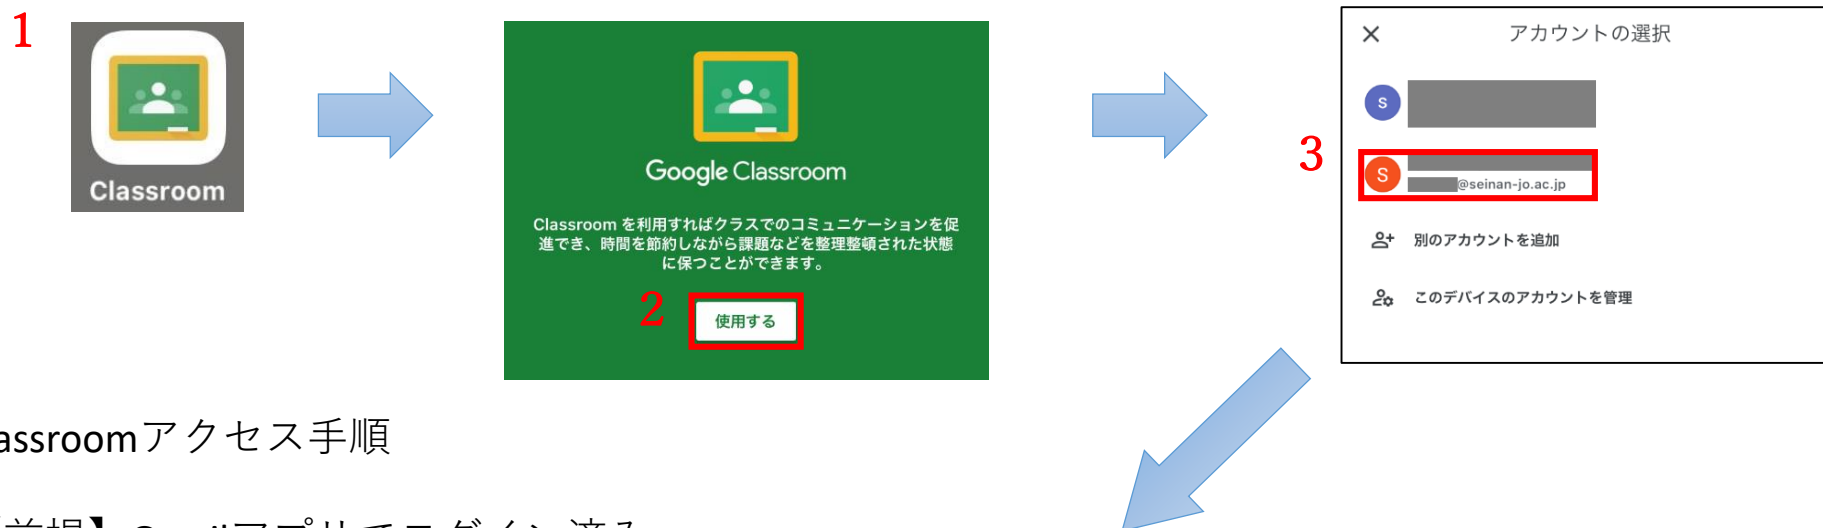 1
Classroom
Google Classroom
Classroom を利用すればクラスでのコミュニケーションを促
進でき、時間を節約しながら課題などを整理整頓された状態
に保つことができます。
2
使用する
アカウントの選択
S
3
S
@seinan-jo.ac.jp
別のアカウントを追加
このデバイスのアカウントを管理
assroomアクセス手順